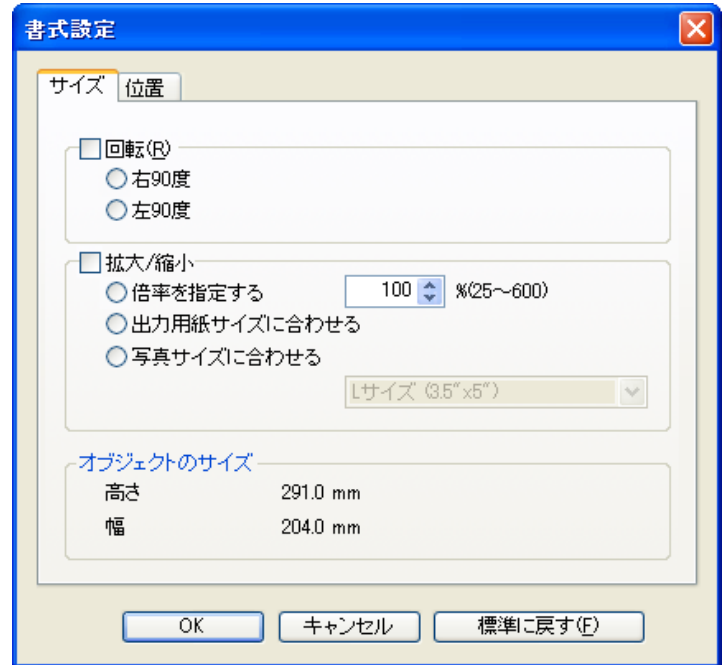 書式設定
サイズ 位置
回転(R)
右90度
左90度
拡大/縮小
倍率を指定する 100 %(25～600)
出力用紙サイズに合わせる
写真サイズに合わせる
Lサイズ (3.5"x5")
オブジェクトのサイズ
高さ 291.0 mm
幅 204.0 mm
OK キャンセル 標準に戻す(F)